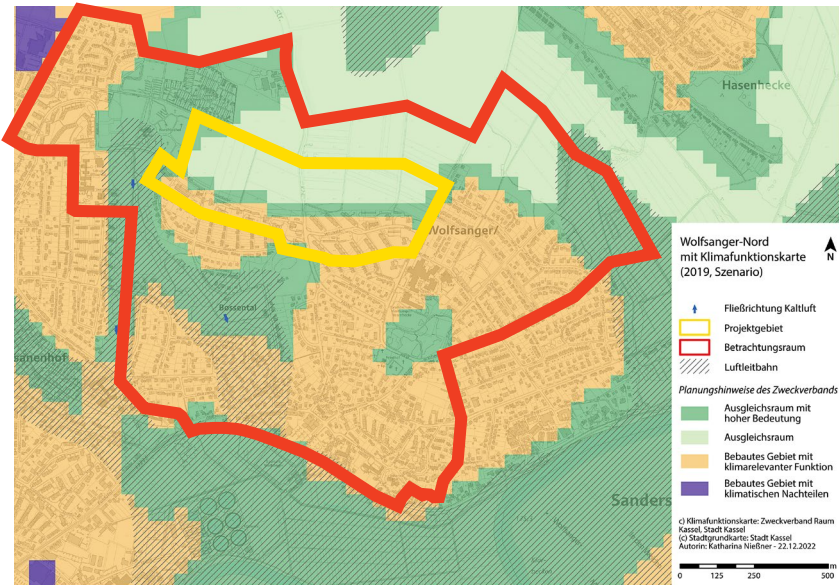 Hasenhecke
Wolfsanger/
Bossental
sanenhof
Sanders
Wolfsanger-Nord
mit Klimafunktionskarte
(2019, Szenario)
N
Fließrichtung Kaltluft
Projektgebiet
Betrachtungsraum
Luftleitbahn
Planungshinweise des Zweckverbands
Ausgleichsraum mit
hoher Bedeutung
Ausgleichsraum
Bebautes Gebiet mit
klimarelevanter Funktion
Bebautes Gebiet mit
klimatischen Nachteilen
c) Klimafunktionskarte: Zweckverband Raum
Kassel, Stadt Kassel
(c) Stadtgrundkarte: Stadt Kassel
Autorin: Katharina Nießner - 22.12.2022
m
0 125 250 500